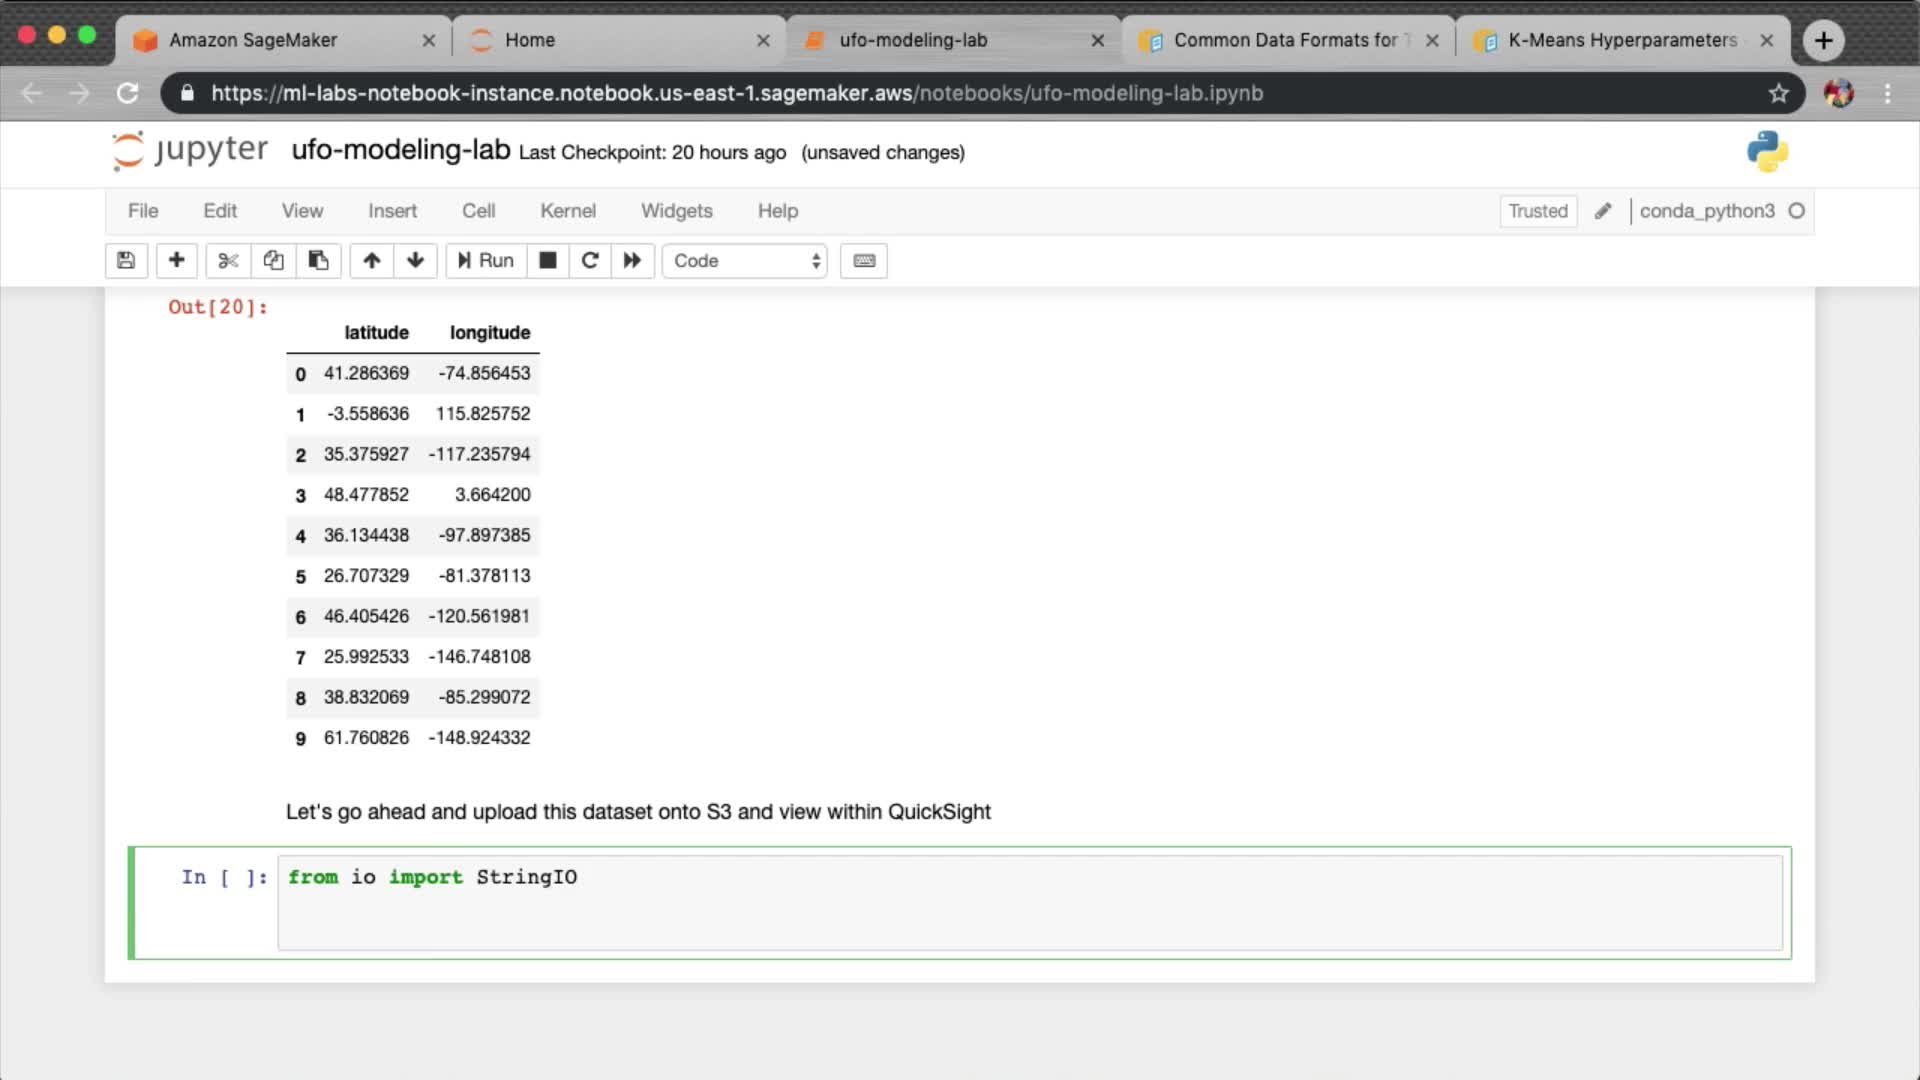 Amazon SageMaker
Home
ufo-modeling-lab
Common Data Formats for
K-Means Hyperparameters
https://ml-labs-notebook-instance.notebook.us-east-1.sagemaker.aws/notebooks/ufo-modeling-lab.ipynb
jupyter ufo-modeling-lab Last Checkpoint: 20 hours ago (unsaved changes)
File Edit View Insert Cell Kernel Widgets Help Trusted conda_python3
Run Code
Out[20]:
latitude longitude
0 41.286369 -74.856453
1 -3.558636 115.825752
2 35.375927 -117.235794
3 48.477852 3.664200
4 36.134438 -97.897385
5 26.707329 -81.378113
6 46.405426 -120.561981
7 25.992533 -146.748108
8 38.832069 -85.299072
9 61.760826 -148.924332
Let's go ahead and upload this dataset onto S3 and view within QuickSight
In [ ]: from io import StringIO